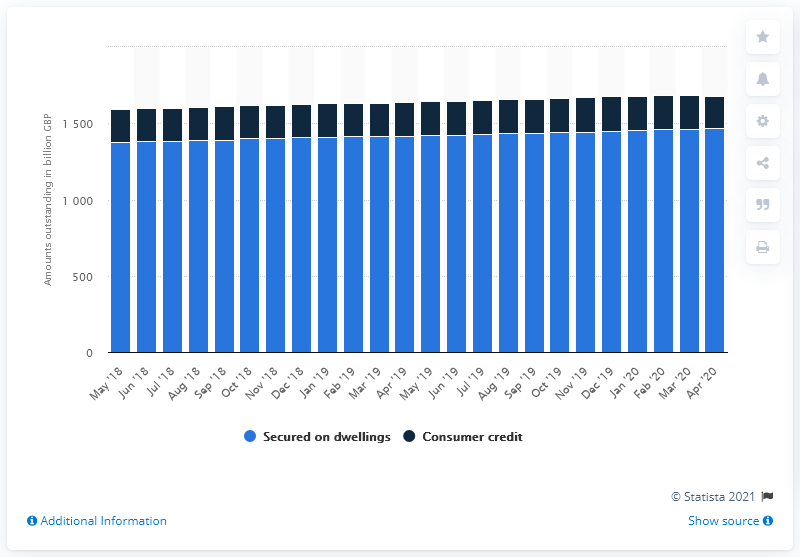 Amounts outstanding in billion GBP
1 500
1 000
500
0
May '18
Jun '18
Jul '18
Aug '18
Sep '18
Oct '18
Nov '18
Dec '18
Jan '19
Feb '19
Mar '19
Apr '19
May '19
Jun '19
Jul '19
Aug '19
Sep '19
Oct '19
Nov '19
Dec '19
Jan '20
Feb '20
Mar '20
Apr '20
Secured on dwellings Consumer credit
© Statista 2021
Additional Information
Show source